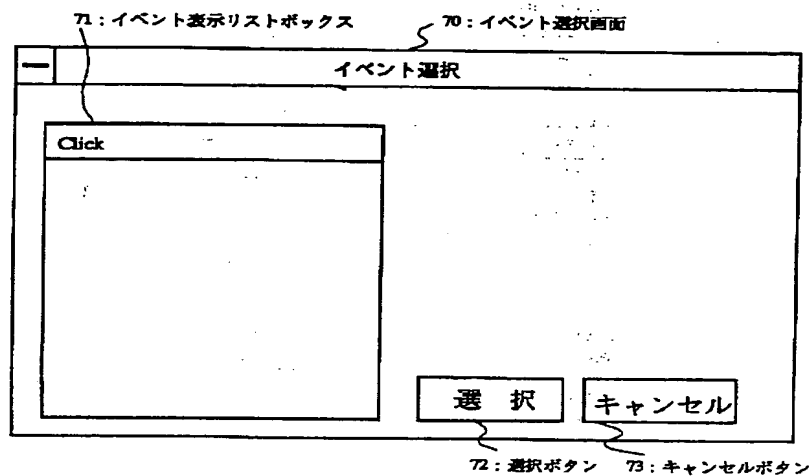 71：イベント表示リストボックス
70：イベント選択画面
イベント選択
Click
選 択
キャンセル
72：選択ボタン
73：キャンセルボタン